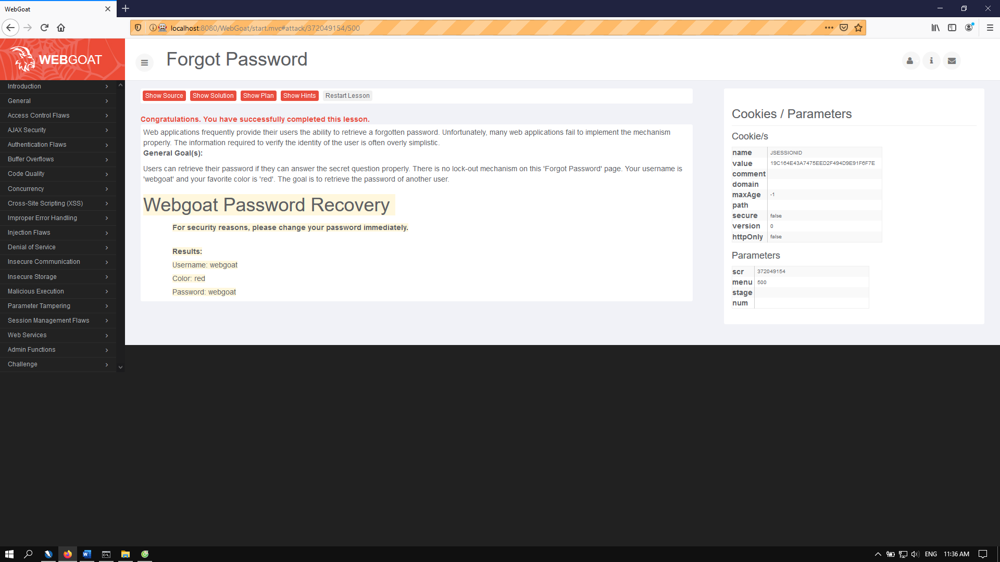 WebGoat
localhost:8080/WebGoat/start.mvc#attack/372049154/500
WEBGOAT
Forgot Password
Introduction
General
Access Control Flaws
AJAX Security
Authentication Flaws
Buffer Overflows
Code Quality
Concurrency
Cross-Site Scripting (XSS)
Improper Error Handling
Injection Flaws
Denial of Service
Insecure Communication
Insecure Storage
Malicious Execution
Parameter Tampering
Session Management Flaws
Web Services
Admin Functions
Challenge
Show Source Show Solution Show Plan Show Hints Restart Lesson
Congratulations. You have successfully completed this lesson.
Web applications frequently provide their users the ability to retrieve a forgotten password. Unfortunately, many web applications fail to implement the mechanism
properly. The information required to verify the identity of the user is often overly simplistic.
General Goal(s):
Users can retrieve their password if they can answer the secret question properly. There is no lock-out mechanism on this 'Forgot Password' page. Your username is
'webgoat' and your favorite color is 'red'. The goal is to retrieve the password of another user.
Webgoat Password Recovery
For security reasons, please change your password immediately.
Results:
Username: webgoat
Color: red
Password: webgoat
Cookies / Parameters
Cookie/s
name JSESSIONID
value 19C164E43A7475EED2F494D9E91F6F7E
comment
domain
maxAge -1
path
secure false
version 0
httpOnly false
Parameters
scr 372049154
menu 500
stage
num
ENG 11:36 AM